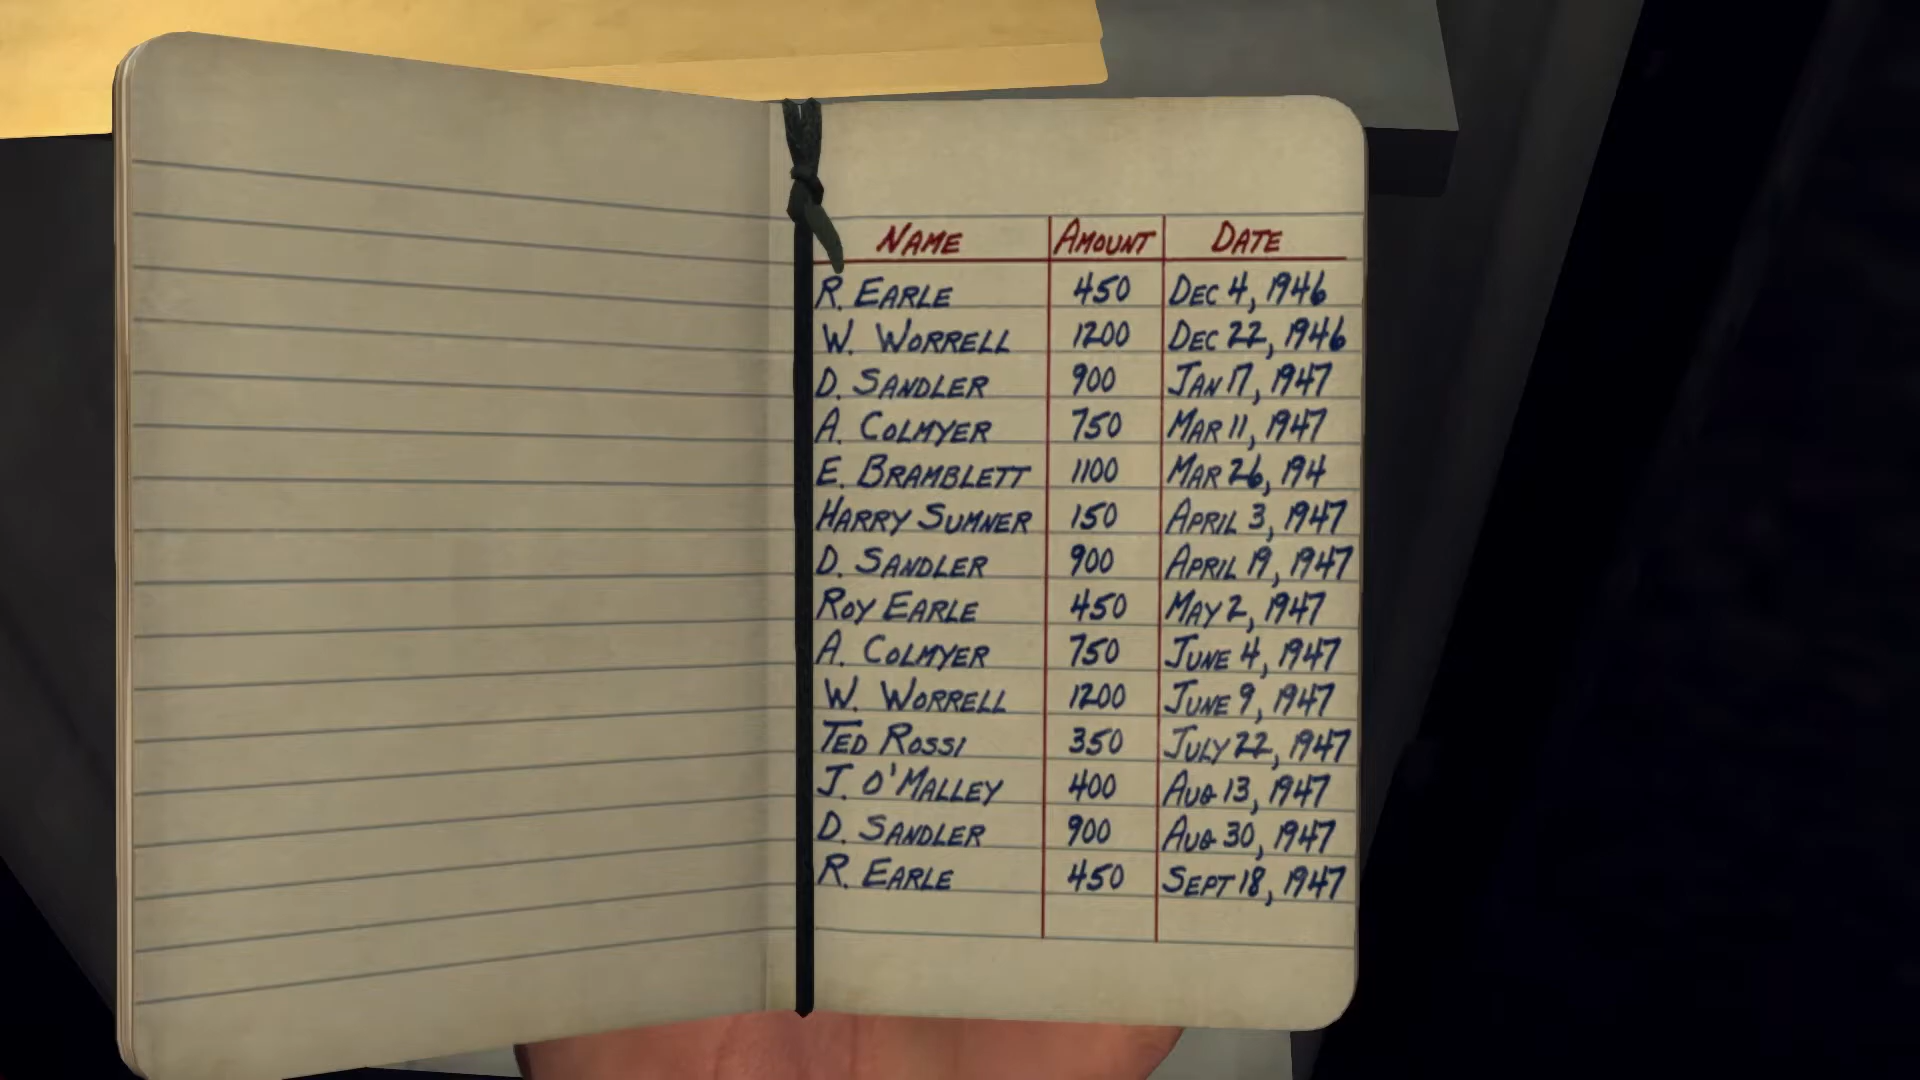 NAME AMOUNT DATE
R. EARLE 450 DEC 4, 1946
W. WORRELL 1200 DEC 22, 1946
D. SANDLER 900 JAN 17, 1947
A. COLMYER 750 MAR 11, 1947
E. BRAMBLETT 1100 MAR 26, 194
HARRY SUMNER 150 APRIL 3, 1947
D. SANDLER 900 APRIL 19, 1947
ROY EARLE 450 MAY 2, 1947
A. COLMYER 750 JUNE 4, 1947
W. WORRELL 1200 JUNE 9, 1947
TED ROSSI 350 JULY 22, 1947
J. O'MALLEY 400 AUG 13, 1947
D. SANDLER 900 AUG 30, 1947
R. EARLE 450 SEPT 18, 1947